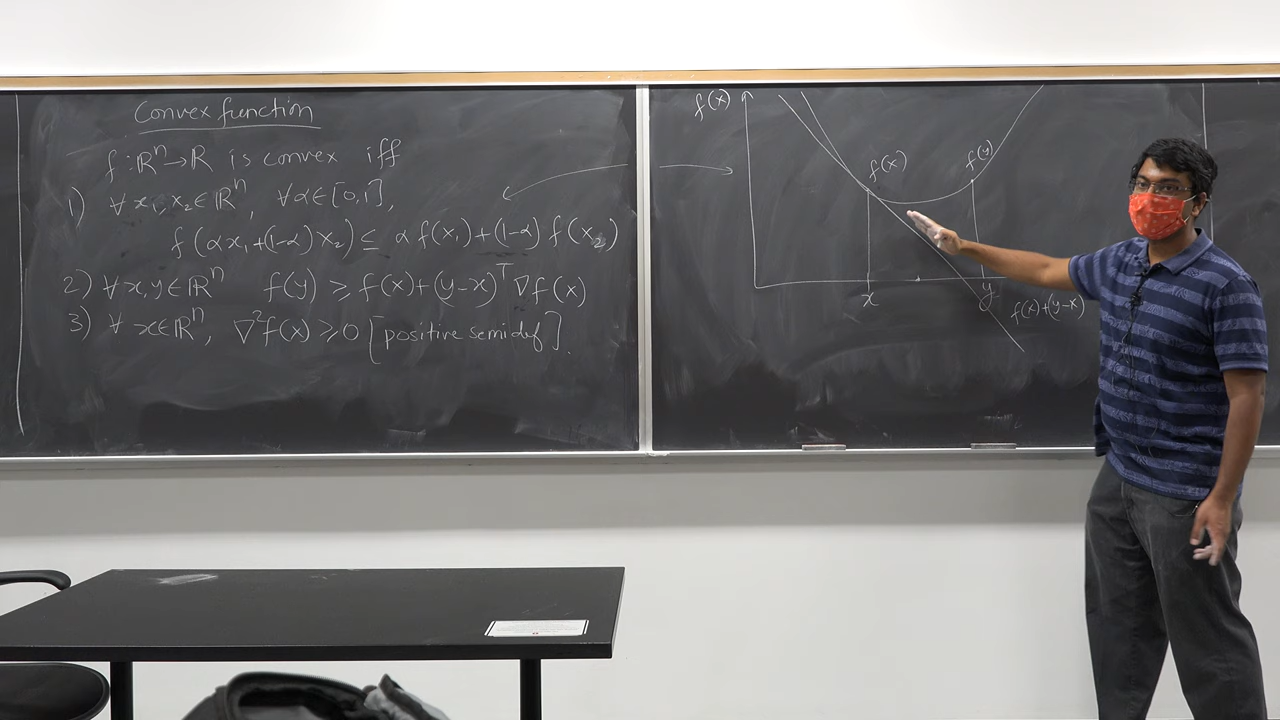 Convex function
f : ℝⁿ → ℝ is convex iff
1) ∀ x₁, x₂ ∈ ℝⁿ, ∀ α ∈ [0,1],
f(αx₁ + (1-α)x₂) ≤ αf(x₁) + (1-α)f(x₂)
2) ∀ x, y ∈ ℝⁿ f(y) ≥ f(x) + (y-x)ᵀ ∇f(x)
3) ∀ x ∈ ℝⁿ, ∇²f(x) ≥ 0 [positive semidef].
f(x)
f(x)
f(y)
x
y
f(x)+(y-x)